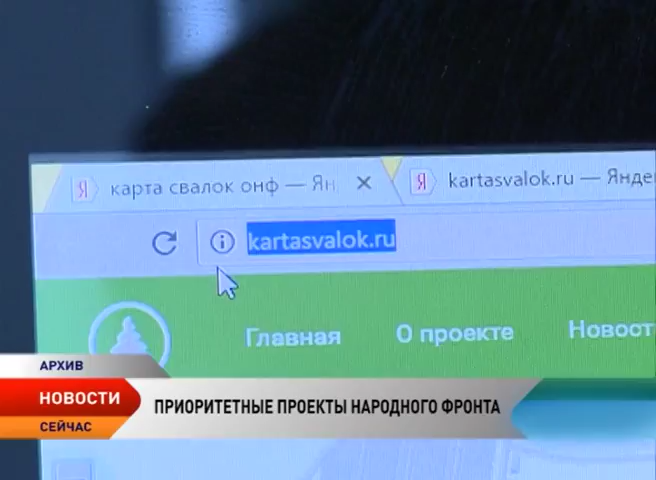 Я карта свалок онф — Ян
Я kartasvalok.ru — Яндек
kartasvalok.ru
Главная О проекте Новост
АРХИВ
НОВОСТИ
СЕЙЧАС
ПРИОРИТЕТНЫЕ ПРОЕКТЫ НАРОДНОГО ФРОНТА